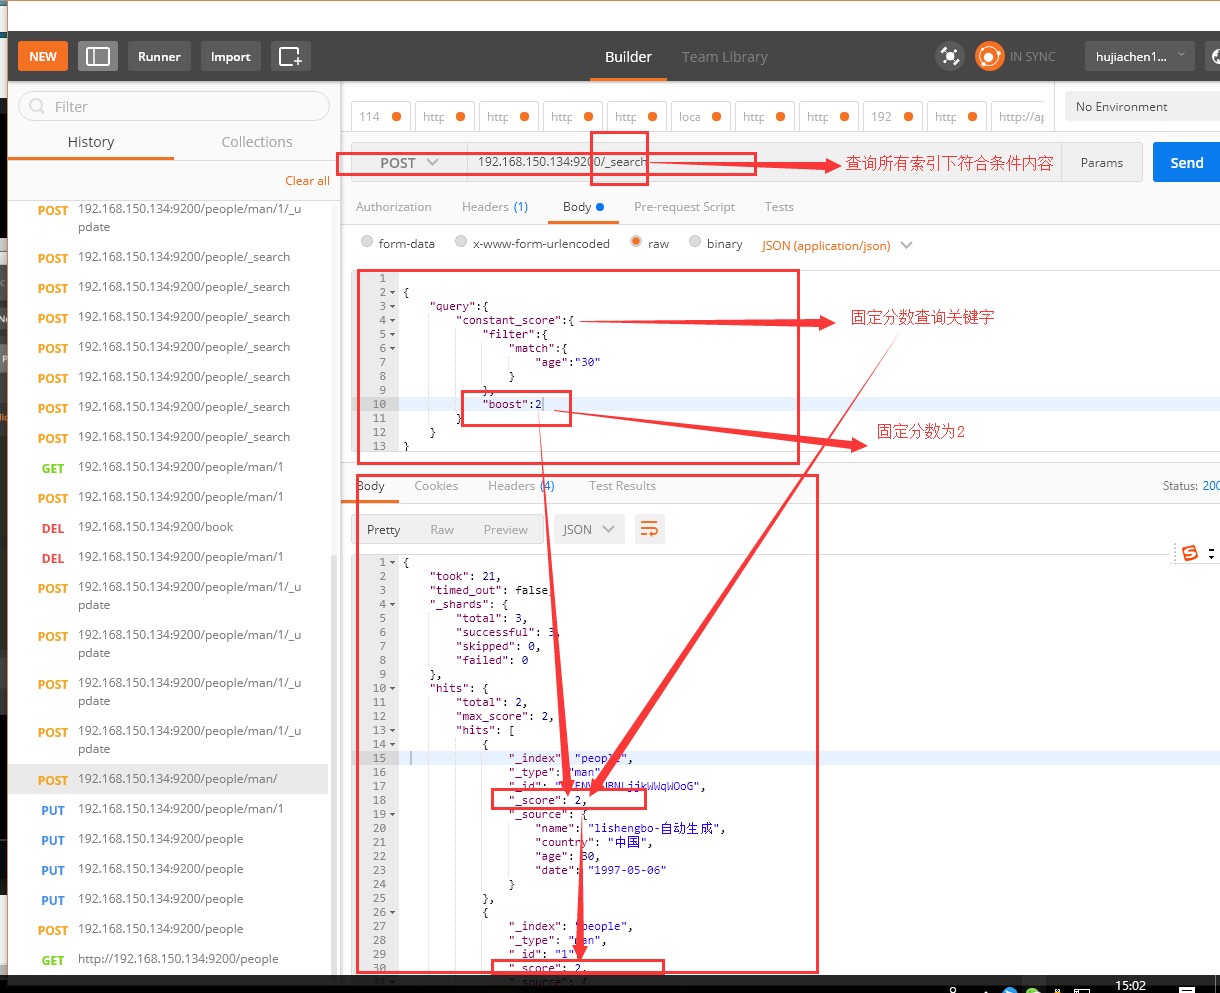 NEW Runner Import Builder Team Library IN SYNC hujiachen1...
Filter
History Collections
Clear all
POST 192.168.150.134:9200/people/man/1/_u
pdate
POST 192.168.150.134:9200/people/_search
POST 192.168.150.134:9200/people/_search
POST 192.168.150.134:9200/people/_search
POST 192.168.150.134:9200/people/_search
POST 192.168.150.134:9200/people/_search
POST 192.168.150.134:9200/people/_search
POST 192.168.150.134:9200/people/_search
GET 192.168.150.134:9200/people/man/1
POST 192.168.150.134:9200/people/man/1
DEL 192.168.150.134:9200/book
DEL 192.168.150.134:9200/people/man/1
POST 192.168.150.134:9200/people/man/1/_u
pdate
POST 192.168.150.134:9200/people/man/1/_u
pdate
POST 192.168.150.134:9200/people/man/1/_u
pdate
POST 192.168.150.134:9200/people/man/1/_u
pdate
POST 192.168.150.134:9200/people/man/
PUT 192.168.150.134:9200/people/man/1
PUT 192.168.150.134:9200/people
PUT 192.168.150.134:9200/people
PUT 192.168.150.134:9200/people
POST 192.168.150.134:9200/people
GET http://192.168.150.134:9200/people
114 http http http http loca http http 192 http http://ap
No Environment
POST 192.168.150.134:9200/_search 查询所有索引下符合条件内容 Params Send
Authorization Headers (1) Body Pre-request Script Tests
form-data x-www-form-urlencoded raw binary JSON (application/json)
1
2 {
3 "query":{
4 "constant_score":{ 固定分数查询关键字
5 "filter":{
6 "match":{
7 "age":"30"
8 }
9 },
10 "boost":2
11 }
12 }
13 }
固定分数为2
Body Cookies Headers (4) Test Results Status: 200
Pretty Raw Preview JSON
1 {
2 "took": 21,
3 "timed_out": false,
4 "_shards": {
5 "total": 3,
6 "successful": 3,
7 "skipped": 0,
8 "failed": 0
9 },
10 "hits": {
11 "total": 2,
12 "max_score": 2,
13 "hits": [
14 {
15 "_index": "people",
16 "_type": "man",
17 "_id":
18 "_score": 2,
19 "_source": {
20 "name": "lishengbo-自动生成",
21 "country": "中国",
22 "age": 30,
23 "date": "1997-05-06"
24 }
25 },
26 {
27 "_index": "people",
28 "_type": "man",
29 "_id": "1",
30 "_score": 2,
"_source": {
15:02